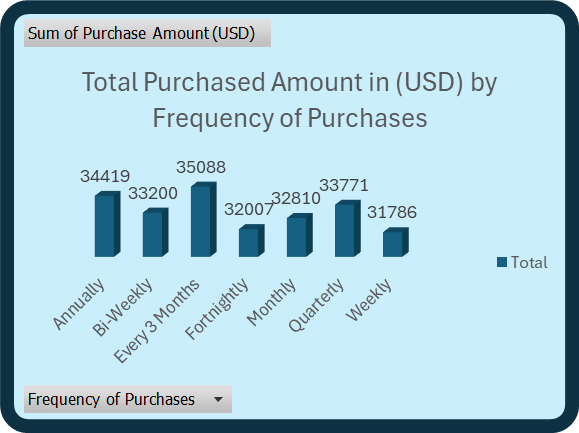 Sum of Purchase Amount (USD)
Total Purchased Amount in (USD) by
Frequency of Purchases
34419
33200
35088
32007
32810
33771
31786
Annually
Bi-Weekly
Every 3 Months
Fortnightly
Monthly
Quarterly
Weekly
Total
Frequency of Purchases